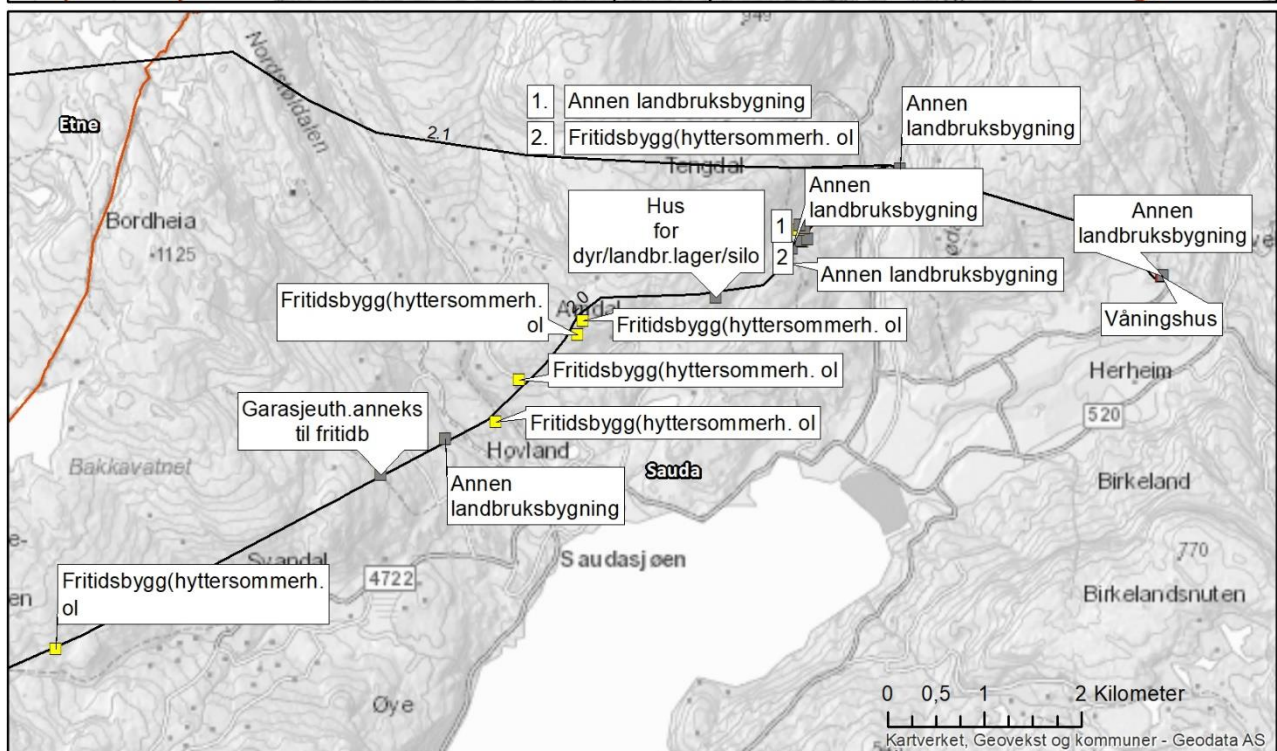 949
Nordstøldalen
Etne
1. Annen landbruksbygning
2. Fritidsbygg(hyttersommerh. ol
Annen
landbruksbygning
2.1
Tengdal
Annen
landbruksbygning
Hus
for
dyr/landbr.lager/silo
Annen
landbruksbygning
Bordheia
1125
1
2
Annen landbruksbygning
Fritidsbygg(hyttersommerh.
ol
Fritidsbygg(hyttersommerh. ol
Våningshus
Fritidsbygg(hyttersommerh. ol
Herheim
Garasjeuth.anneks
til fritidb
Fritidsbygg(hyttersommerh. ol
520
Hovland
Bakkavatnet
Sauda
Annen
landbruksbygning
Birkeland
Svandal
Saudasjøen
4722
770
Fritidsbygg(hyttersommerh.
ol
en
Birkelandsnuten
Øye
0 0,5 1 2 Kilometer
Kartverket, Geovekst og kommuner - Geodata AS